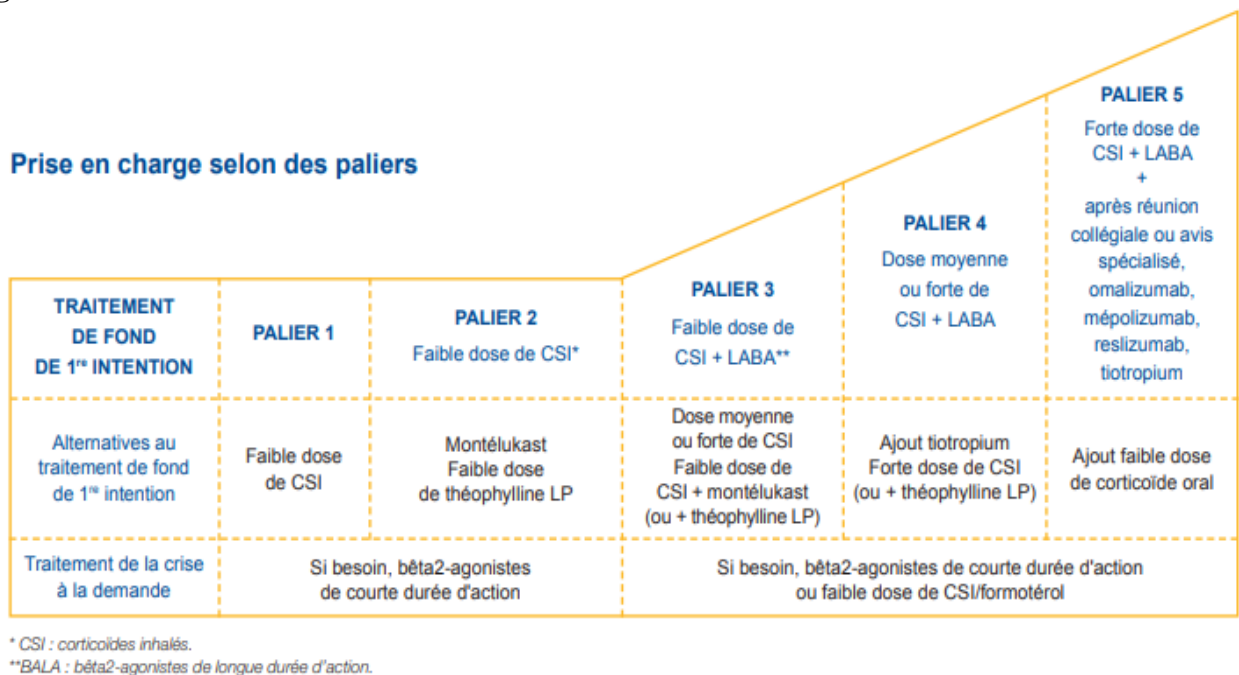 Prise en charge selon des paliers
TRAITEMENT
DE FOND
DE 1re INTENTION
PALIER 1
PALIER 2
Faible dose de CSI*
PALIER 3
Faible dose de
CSI + LABA**
PALIER 4
Dose moyenne
ou forte de
CSI + LABA
PALIER 5
Forte dose de
CSI + LABA
+
après réunion
collégiale ou avis
spécialisé,
omalizumab,
mépolizumab,
reslizumab,
tiotropium
Alternatives au
traitement de fond
de 1re intention
Faible dose
de CSI
Montélukast
Faible dose
de théophylline LP
Dose moyenne
ou forte de CSI
Faible dose de
CSI + montélukast
(ou + théophylline LP)
Ajout tiotropium
Forte dose de CSI
(ou + théophylline LP)
Ajout faible dose
de corticoïde oral
Traitement de la crise
à la demande
Si besoin, bêta2-agonistes
de courte durée d'action
Si besoin, bêta2-agonistes de courte durée d'action
ou faible dose de CSI/formotérol
* CSI : corticoïdes inhalés.
**BALA : bêta2-agonistes de longue durée d'action.